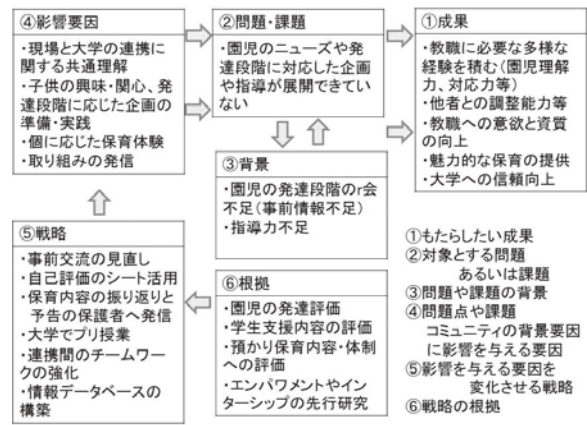 ④影響要因
・現場と大学の連携に
関する共通理解
・子供の興味・関心、発
達段階に応じた企画の
準備・実践
・個に応じた保育体験
・取り組みの発信
②問題・課題
・園児のニューズや発
達段階に対応した企画
や指導が展開できてい
ない
①成果
・教職に必要な多様な
経験を積む(園児理解
力、対応力等)
・他者との調整能力等
・教職への意欲と資質
の向上
・魅力的な保育の提供
・大学への信頼向上
③背景
・園児の発達段階のr会
不足(事前情報不足)
・指導力不足
⑤戦略
・事前交流の見直し
・自己評価のシート活用
・保育内容の振り返りと
予告の保護者へ発信
・大学でプリ授業
・連携間のチームワー
クの強化
・情報データベースの
構築
⑥根拠
・園児の発達評価
・学生支援内容の評価
・預かり保育内容・体制
への評価
・エンパワメントやイン
ターシップの先行研究
①もたらしたい成果
②対象とする問題
あるいは課題
③問題や課題の背景
④問題点や課題
コミュニティの背景要因
に影響を与える要因
⑤影響を与える要因を
変化させる戦略
⑥戦略の根拠